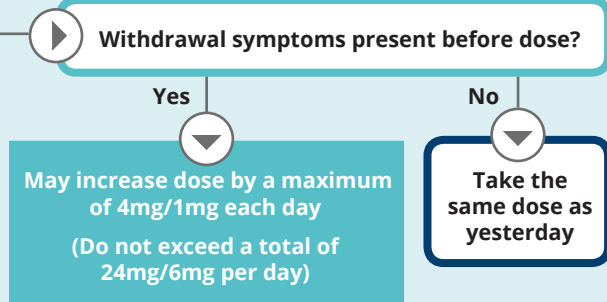 Withdrawal symptoms present before dose?
Yes
No
May increase dose by a maximum
of 4mg/1mg each day
(Do not exceed a total of
24mg/6mg per day)
Take the
same dose as
yesterday